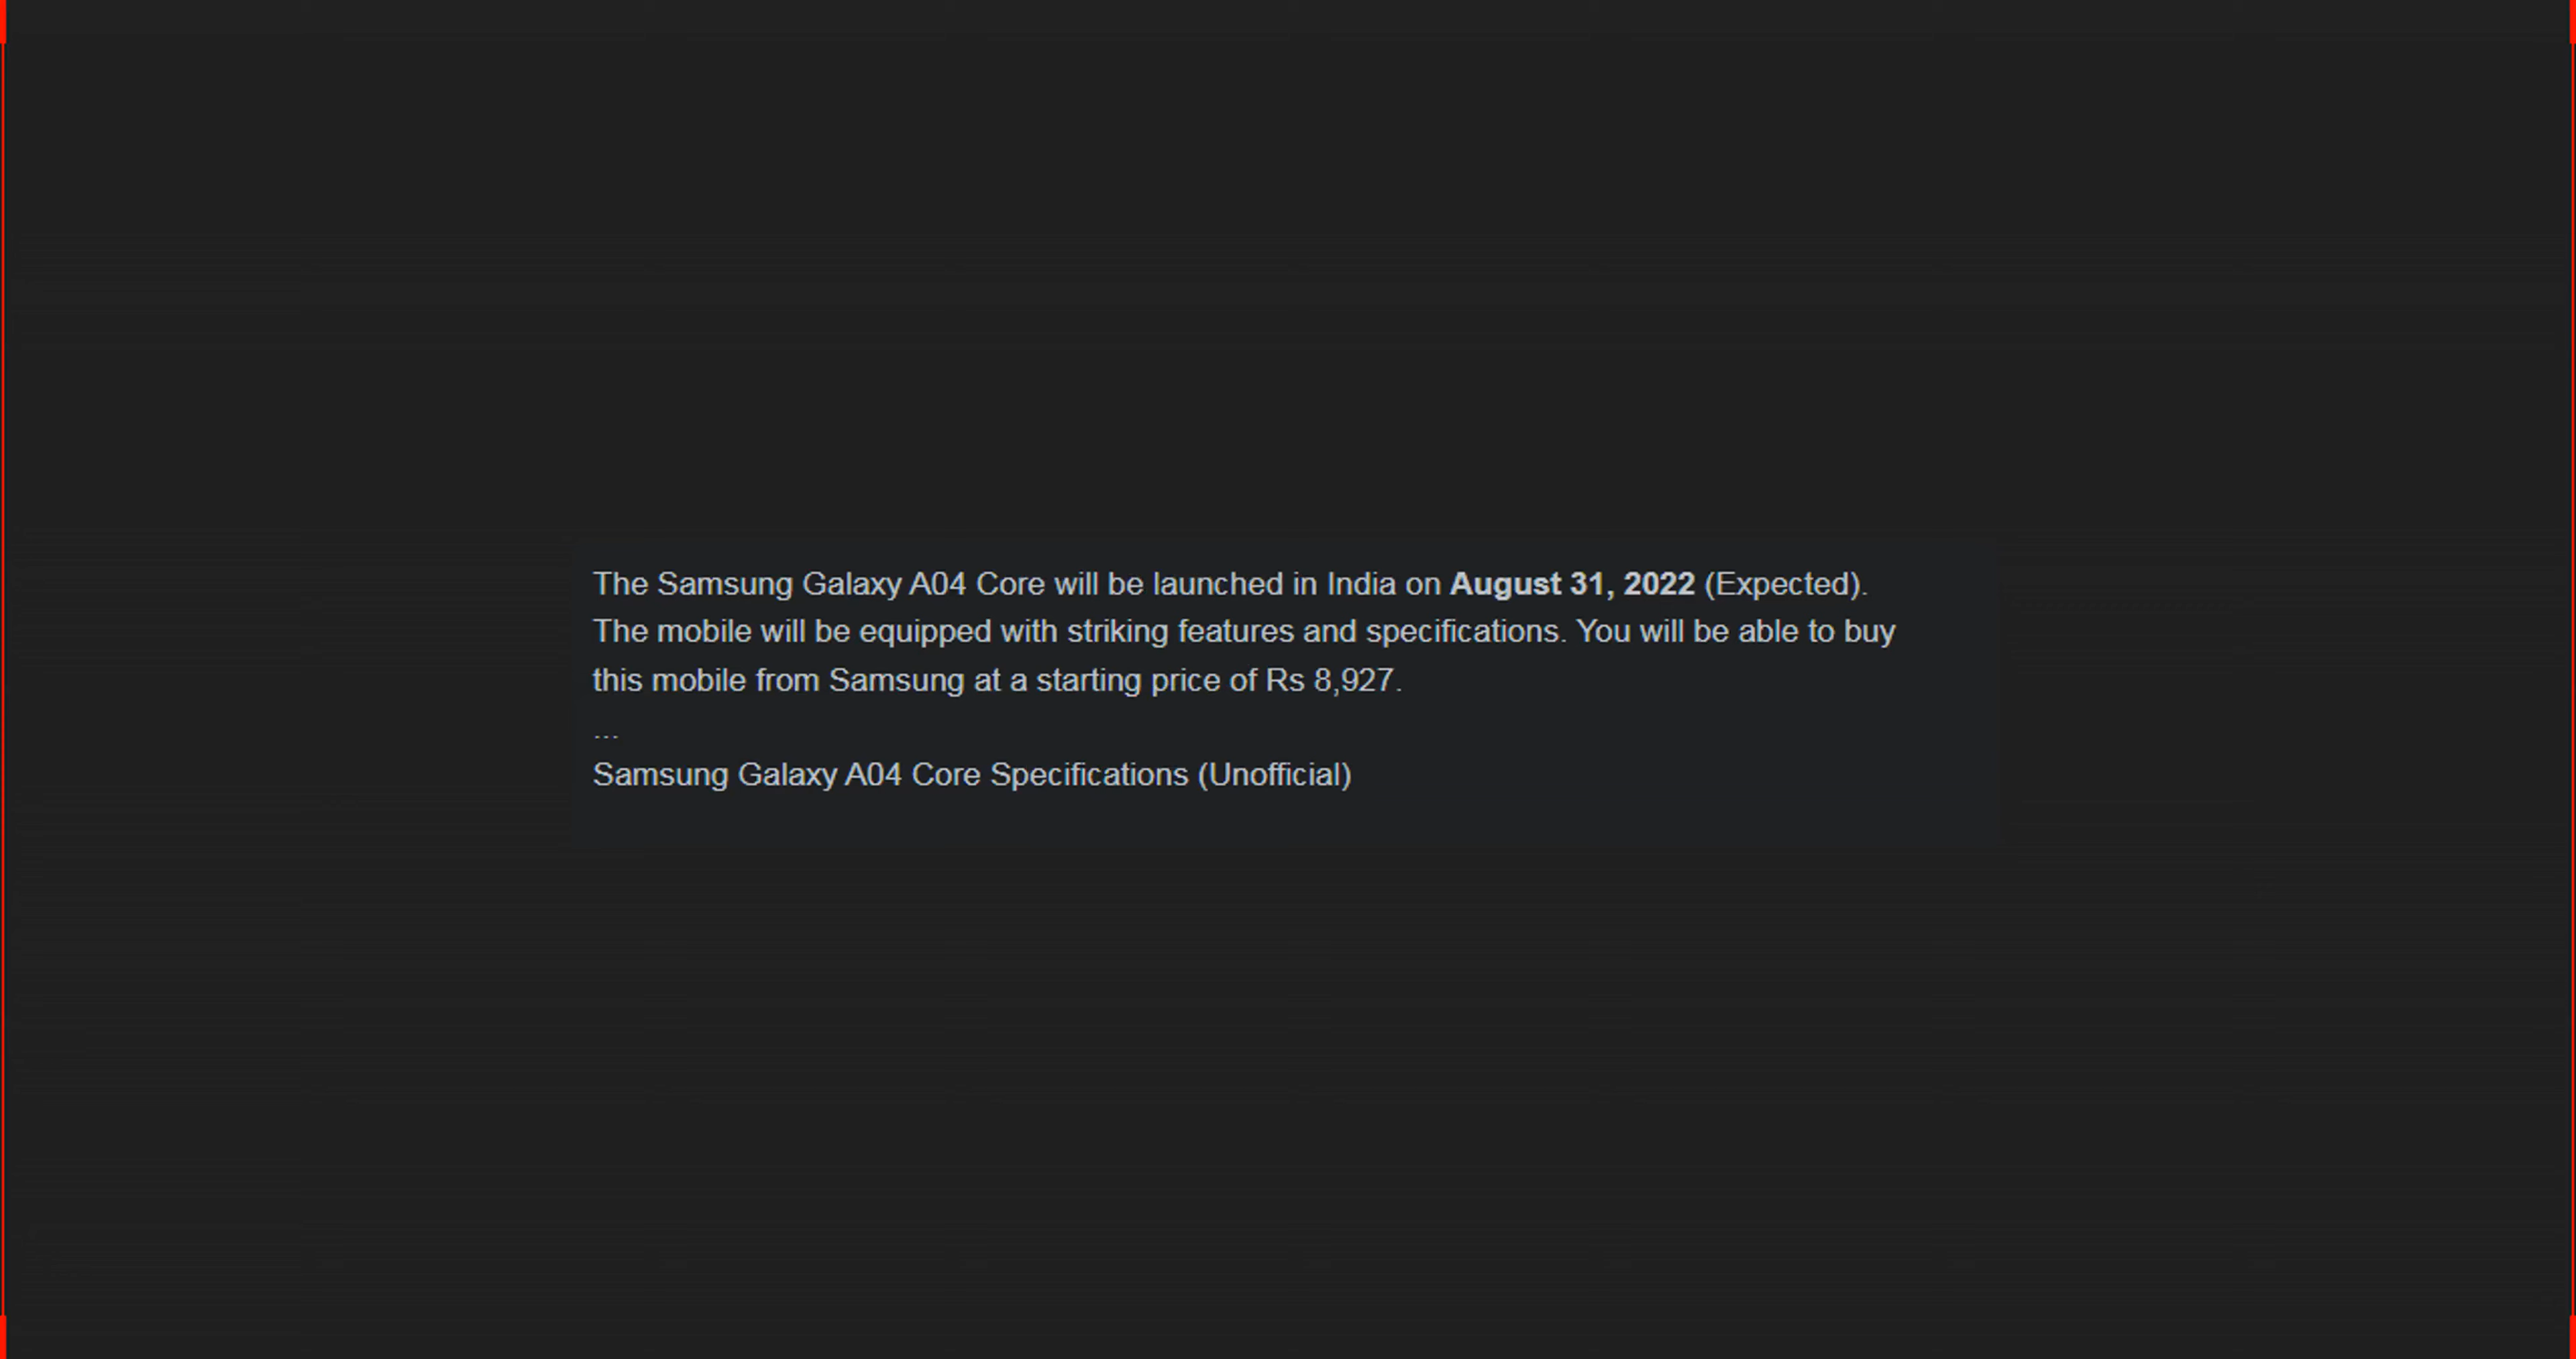 The Samsung Galaxy A04 Core will be launched in India on August 31, 2022 (Expected).
The mobile will be equipped with striking features and specifications. You will be able to buy
this mobile from Samsung at a starting price of Rs 8,927.
...
Samsung Galaxy A04 Core Specifications (Unofficial)